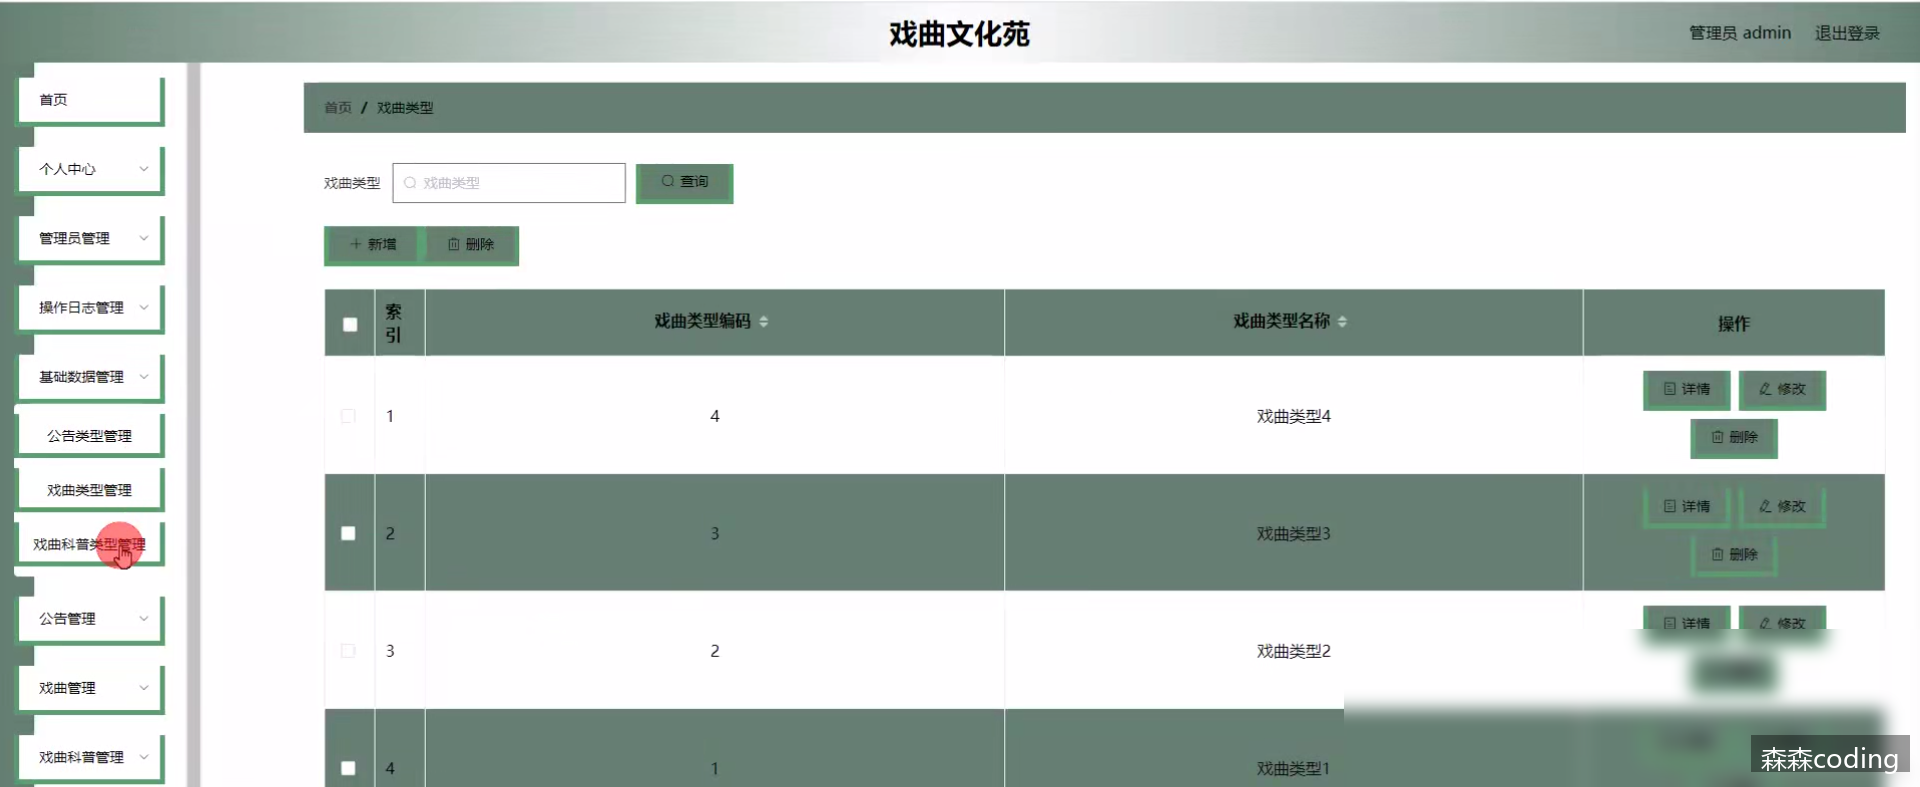 戏曲文化苑
管理员 admin
退出登录
首页
个人中心
管理员管理
操作日志管理
基础数据管理
公告类型管理
戏曲类型管理
戏曲科普类型管理
公告管理
戏曲管理
戏曲科普管理
首页 / 戏曲类型
戏曲类型 戏曲类型 查询
新增 删除
索引 戏曲类型编码 戏曲类型名称 操作
1 4 戏曲类型4 详情 修改
删除
2 3 戏曲类型3 详情 修改
删除
3 2 戏曲类型2 详情 修改
4 1 戏曲类型1
森森coding